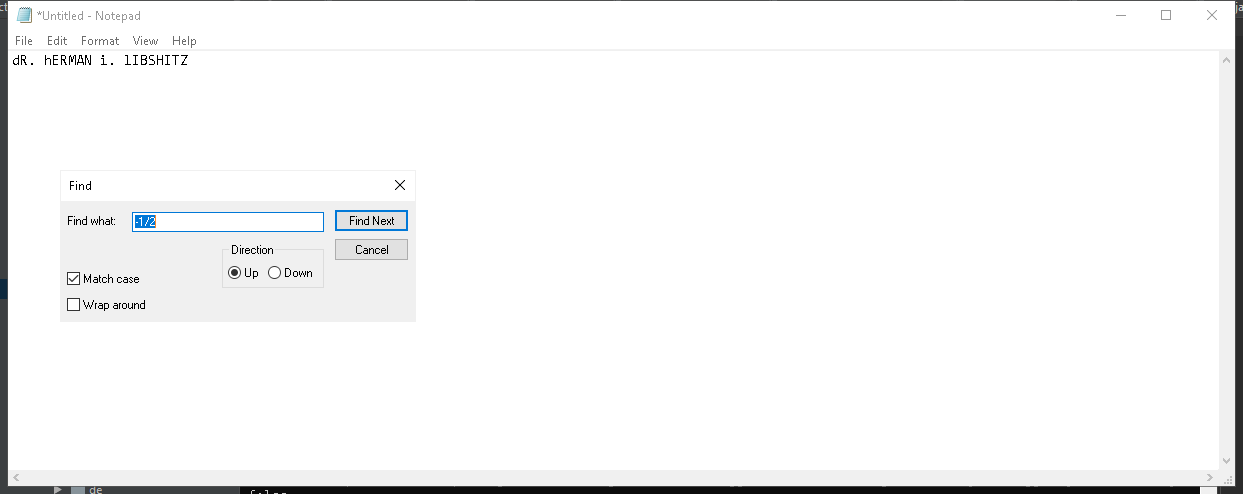 *Untitled - Notepad
File Edit Format View Help
dR. hERMAN i. lIBSHITZ
Find
Find what: -1/2 Find Next
Direction Cancel
Up Down
Match case
Wrap around
de